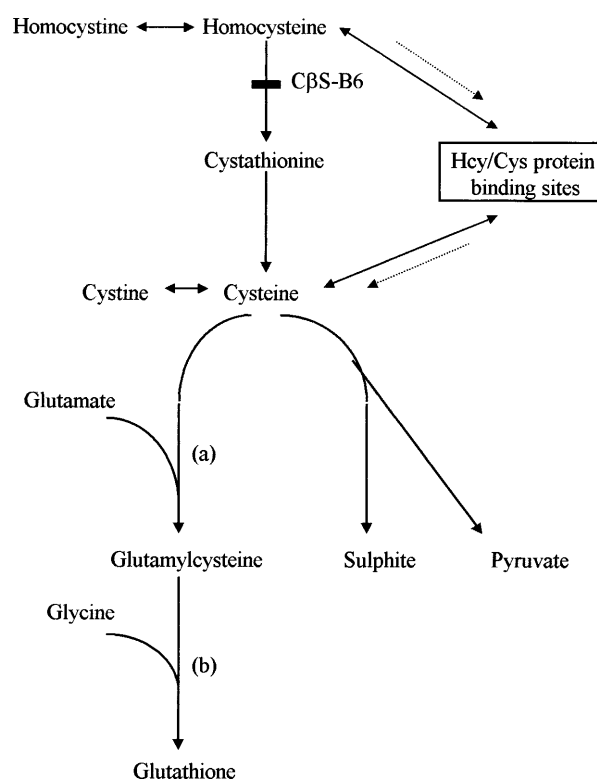 Homocystine Homocysteine
CβS-B6
Cystathionine
Hcy/Cys protein
binding sites
Cystine Cysteine
Glutamate
(a)
Glutamylcysteine Sulphite Pyruvate
Glycine
(b)
Glutathione